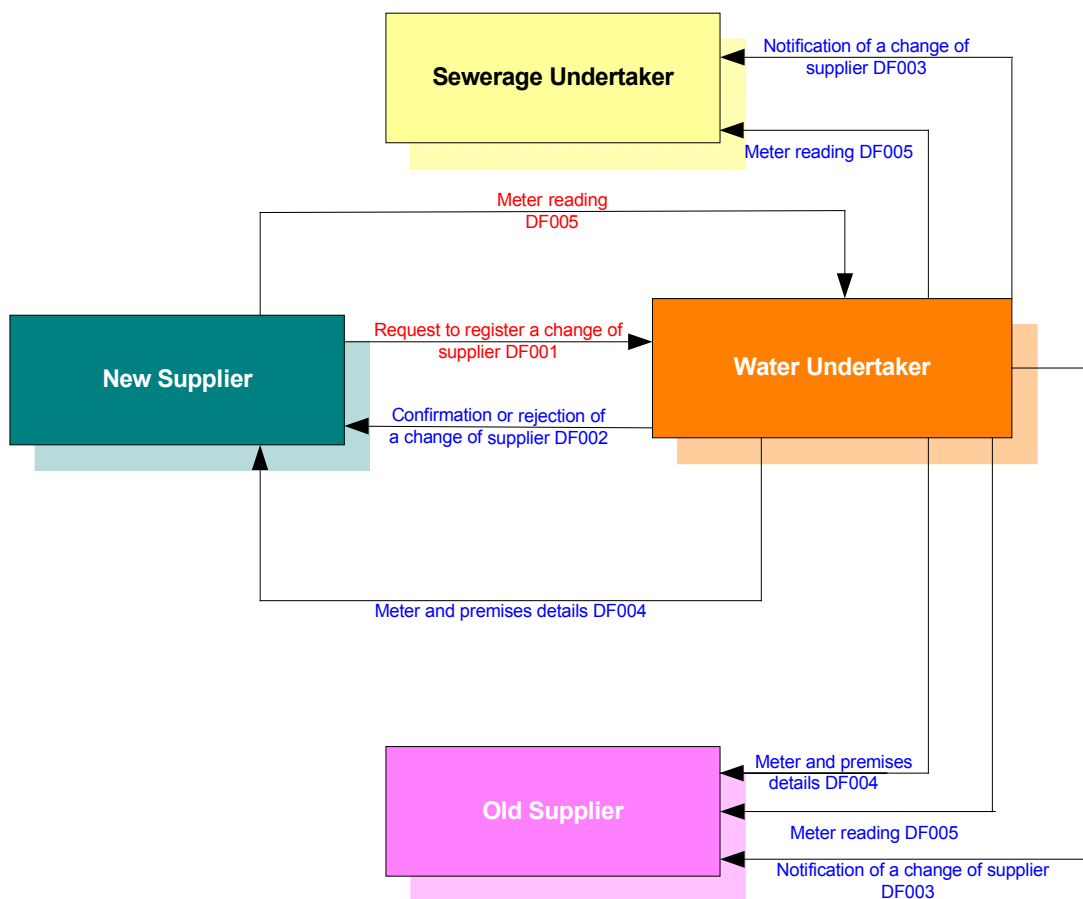 Notification of a change of
supplier DF003
Sewerage Undertaker
Meter reading DF005
Meter reading
DF005
Request to register a change of
supplier DF001
New Supplier
Water Undertaker
Confirmation or rejection of
a change of supplier DF002
Meter and premises details DF004
Meter and premises
details DF004
Old Supplier
Meter reading DF005
Notification of a change of supplier
DF003